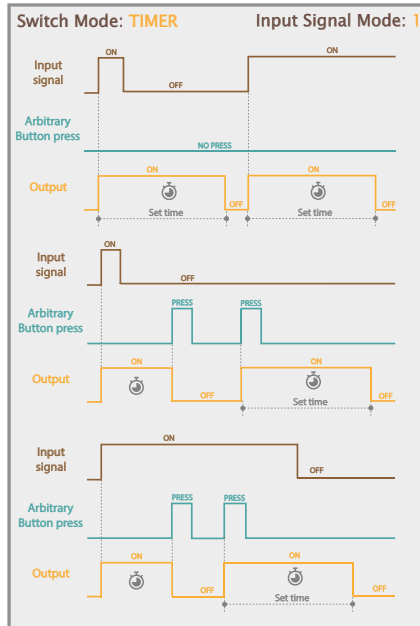 Switch Mode: TIMER Input Signal Mode: 1
ON
ON
Input
signal
OFF
Arbitrary
Button press
NO PRESS
ON
ON
Output
OFF
OFF
Set time
Set time
ON
Input
signal
OFF
PRESS
PRESS
Arbitrary
Button press
ON
ON
Output
OFF
OFF
Set time
ON
Input
signal
OFF
PRESS
PRESS
Arbitrary
Button press
ON
ON
Output
OFF
OFF
Set time